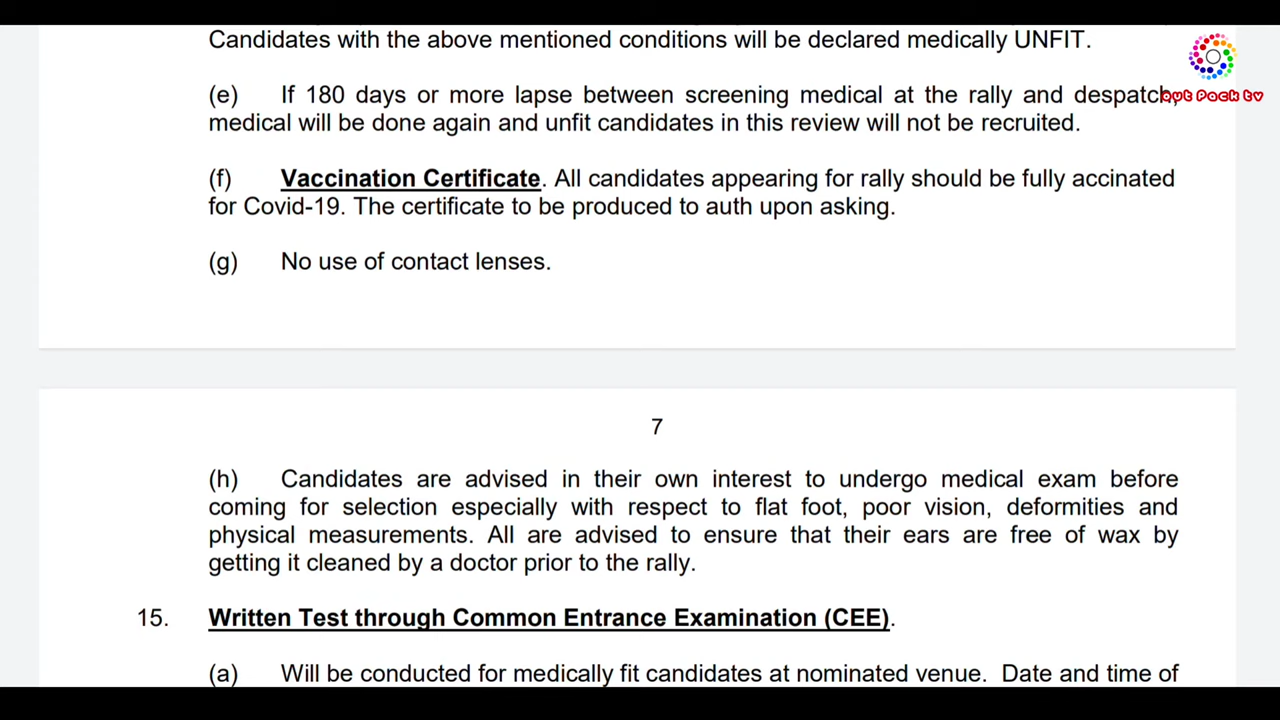 Candidates with the above mentioned conditions will be declared medically UNFIT.
(e) If 180 days or more lapse between screening medical at the rally and despatch,
medical will be done again and unfit candidates in this review will not be recruited.
(f) Vaccination Certificate. All candidates appearing for rally should be fully accinated
for Covid-19. The certificate to be produced to auth upon asking.
(g) No use of contact lenses.
7
(h) Candidates are advised in their own interest to undergo medical exam before
coming for selection especially with respect to flat foot, poor vision, deformities and
physical measurements. All are advised to ensure that their ears are free of wax by
getting it cleaned by a doctor prior to the rally.
15. Written Test through Common Entrance Examination (CEE).
(a) Will be conducted for medically fit candidates at nominated venue. Date and time of